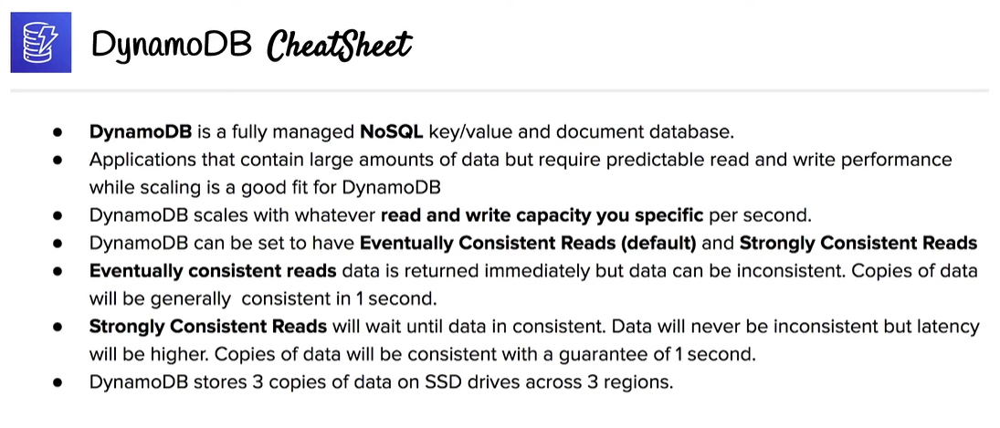 DynamoDB CheatSheet
● DynamoDB is a fully managed NoSQL key/value and document database.
● Applications that contain large amounts of data but require predictable read and write performance
while scaling is a good fit for DynamoDB
● DynamoDB scales with whatever read and write capacity you specific per second.
● DynamoDB can be set to have Eventually Consistent Reads (default) and Strongly Consistent Reads
● Eventually consistent reads data is returned immediately but data can be inconsistent. Copies of data
will be generally consistent in 1 second.
● Strongly Consistent Reads will wait until data in consistent. Data will never be inconsistent but latency
will be higher. Copies of data will be consistent with a guarantee of 1 second.
● DynamoDB stores 3 copies of data on SSD drives across 3 regions.